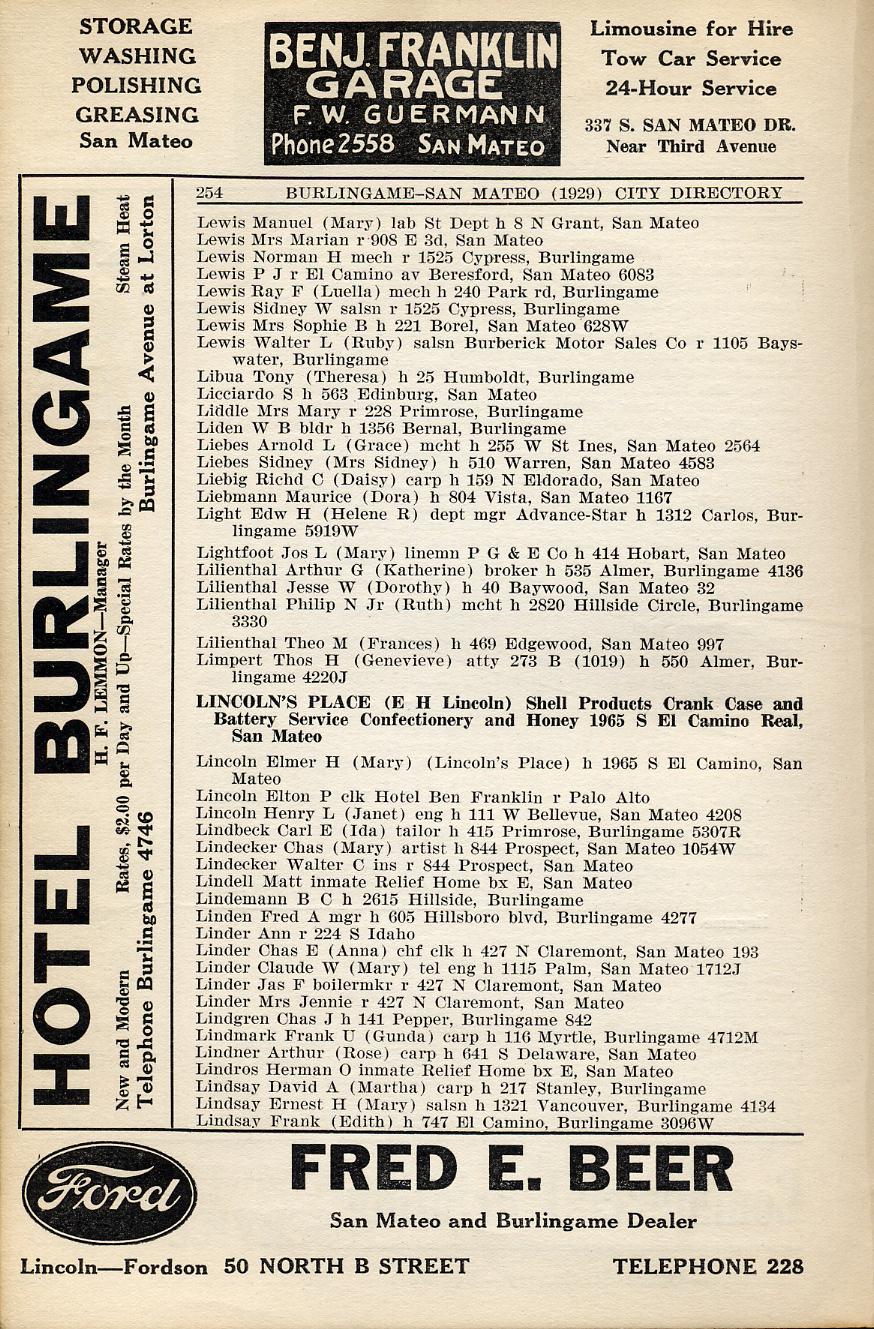 STORAGE
WASHING
POLISHING
GREASING
San Mateo
BENJ. FRANKLIN
GARAGE
F. W. GUERMANN
Phone 2558 SAN MATEO
Limousine for Hire
Tow Car Service
24-Hour Service
337 S. SAN MATEO DR.
Near Third Avenue
HOTEL BURLINGAME
H. F. LEMMON—Manager
New and Modern Rates, $2.00 per Day and Up—Special Rates by the Month Steam Heat
Telephone Burlingame 4746 Burlingame Avenue at Lorton
254 BURLINGAME-SAN MATEO (1929) CITY DIRECTORY
Lewis Manuel (Mary) lab St Dept h 8 N Grant, San Mateo
Lewis Mrs Marian r 908 E 3d, San Mateo
Lewis Norman H mech r 1525 Cypress, Burlingame
Lewis P J r El Camino av Beresford, San Mateo 6083
Lewis Ray F (Luella) mech h 240 Park rd, Burlingame
Lewis Sidney W salsn r 1525 Cypress, Burlingame
Lewis Mrs Sophie B h 221 Borel, San Mateo 628W
Lewis Walter L (Ruby) salsn Burberick Motor Sales Co r 1105 Bays-
water, Burlingame
Libua Tony (Theresa) h 25 Humboldt, Burlingame
Licciardo S h 563 Edinburg, San Mateo
Liddle Mrs Mary r 228 Primrose, Burlingame
Liden W B bldr h 1356 Bernal, Burlingame
Liebes Arnold L (Grace) mcht h 255 W St Ines, San Mateo 2564
Liebes Sidney (Mrs Sidney) h 510 Warren, San Mateo 4583
Liebig Richd C (Daisy) carp h 159 N Eldorado, San Mateo
Liebmann Maurice (Dora) h 804 Vista, San Mateo 1167
Light Edw H (Helene R) dept mgr Advance-Star h 1312 Carlos, Bur-
lingame 5919W
Lightfoot Jos L (Mary) linemn P G & E Co h 414 Hobart, San Mateo
Lilienthal Arthur G (Katherine) broker h 535 Almer, Burlingame 4136
Lilienthal Jesse W (Dorothy) h 40 Baywood, San Mateo 32
Lilienthal Philip N Jr (Ruth) mcht h 2820 Hillside Circle, Burlingame
3330
Lilienthal Theo M (Frances) h 469 Edgewood, San Mateo 997
Limpert Thos H (Genevieve) atty 273 B (1019) h 550 Almer, Bur-
lingame 4220J
LINCOLN'S PLACE (E H Lincoln) Shell Products Crank Case and
Battery Service Confectionery and Honey 1965 S El Camino Real,
San Mateo
Lincoln Elmer H (Mary) (Lincoln's Place) h 1965 S El Camino, San
Mateo
Lincoln Elton P clk Hotel Ben Franklin r Palo Alto
Lincoln Henry L (Janet) eng h 111 W Bellevue, San Mateo 4208
Lindbeck Carl E (Ida) tailor h 415 Primrose, Burlingame 5307R
Lindecker Chas (Mary) artist h 844 Prospect, San Mateo 1054W
Lindecker Walter C ins r 844 Prospect, San Mateo
Lindell Matt inmate Relief Home bx E, San Mateo
Lindemann B C h 2615 Hillside, Burlingame
Linden Fred A mgr h 605 Hillsboro blvd, Burlingame 4277
Linder Ann r 224 S Idaho
Linder Chas E (Anna) chf clk h 427 N Claremont, San Mateo 193
Linder Claude W (Mary) tel eng h 1115 Palm, San Mateo 1712J
Linder Jas F boilermkr r 427 N Claremont, San Mateo
Linder Mrs Jennie r 427 N Claremont, San Mateo
Lindgren Chas J h 141 Pepper, Burlingame 842
Lindmark Frank U (Gunda) carp h 116 Myrtle, Burlingame 4712M
Lindner Arthur (Rose) carp h 641 S Delaware, San Mateo
Lindros Herman O inmate Relief Home bx E, San Mateo
Lindsay David A (Martha) carp h 217 Stanley, Burlingame
Lindsay Ernest H (Mary) salsn h 1321 Vancouver, Burlingame 4134
Lindsay Frank (Edith) h 747 El Camino, Burlingame 3096W
Ford
FRED E. BEER
San Mateo and Burlingame Dealer
Lincoln—Fordson 50 NORTH B STREET TELEPHONE 228